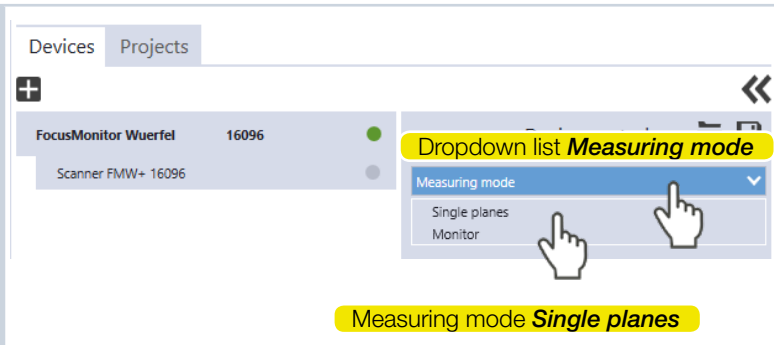 Devices Projects
FocusMonitor Wuerfel 16096
Scanner FMW+ 16096
Dropdown list Measuring mode
Measuring mode
Single planes
Monitor
Measuring mode Single planes